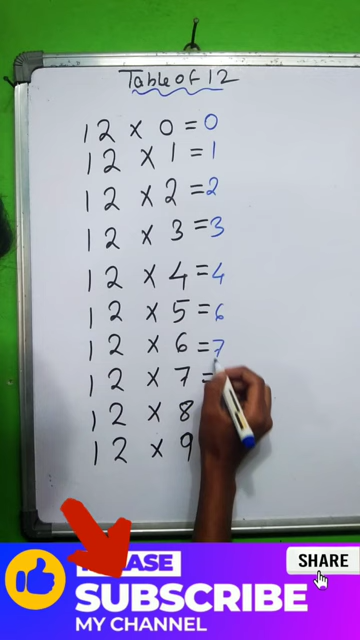 Table of 12
12 × 0 = 0
12 × 1 = 1
12 × 2 = 2
12 × 3 = 3
12 × 4 = 4
12 × 5 = 6
12 × 6 = 7
12 × 7 =
12 × 8
12 × 9
SHARE
SUBSCRIBE
MY CHANNEL